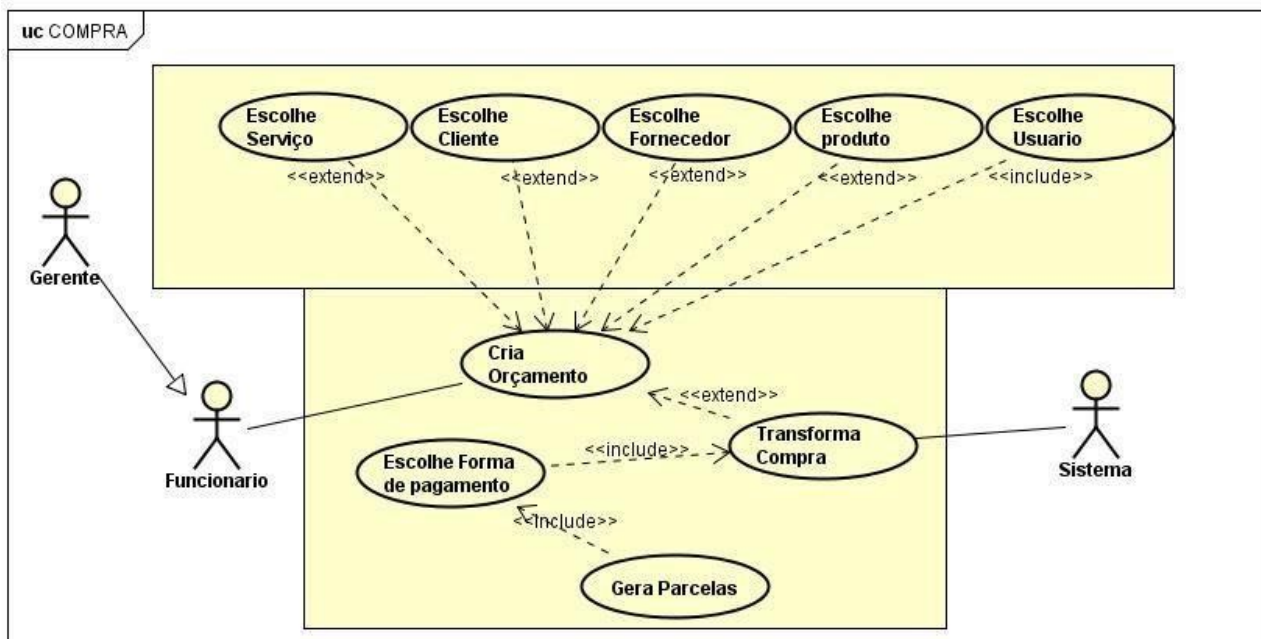 uc COMPRA
Escolhe
Serviço
Escolhe
Cliente
Escolhe
Fornecedor
Escolhe
produto
Escolhe
Usuario
<<extend>>
<<extend>>
<<extend>>
<<extend>>
<<include>>
Gerente
Cria
Orçamento
<<extend>>
Funcionario
Escolhe Forma
de pagamento
<<include>>
Transforma
Compra
Sistema
<<include>>
Gera Parcelas